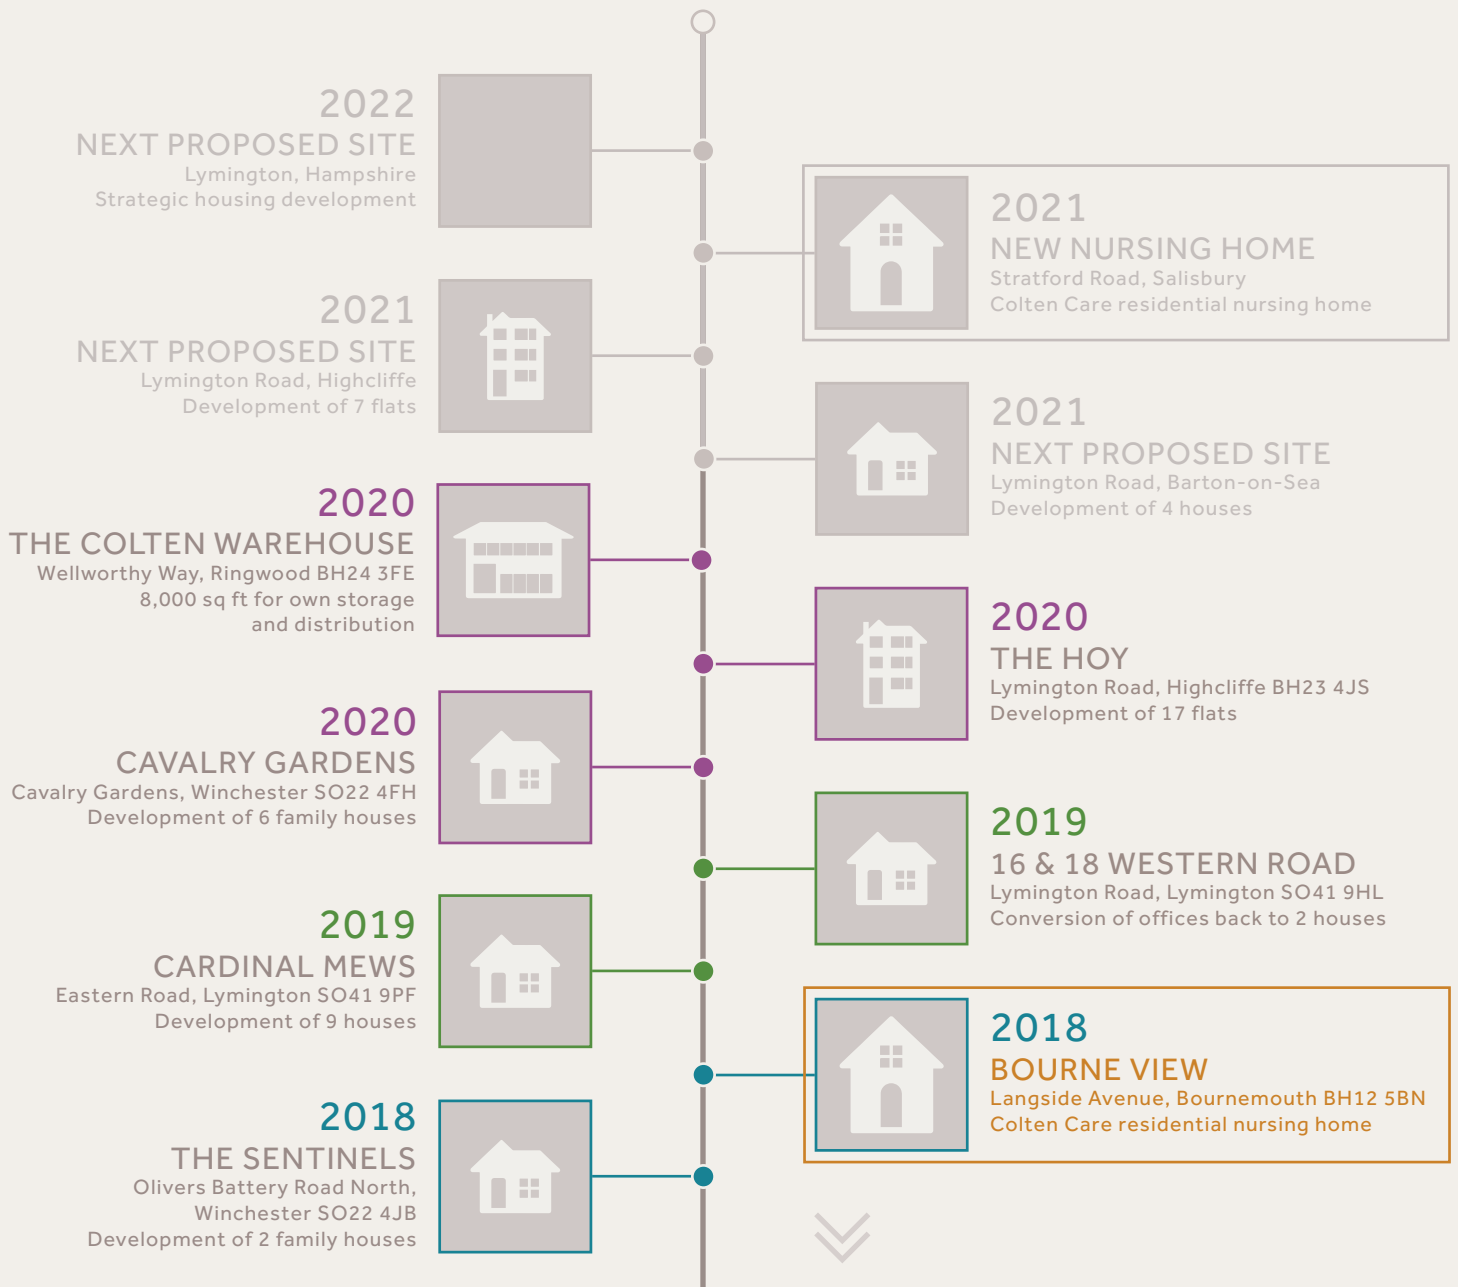 2022
NEXT PROPOSED SITE
Lymington, Hampshire
Strategic housing development
2021
NEW NURSING HOME
Stratford Road, Salisbury
Colten Care residential nursing home
2021
NEXT PROPOSED SITE
Lymington Road, Highcliffe
Development of 7 flats
2021
NEXT PROPOSED SITE
Lymington Road, Barton-on-Sea
Development of 4 houses
2020
THE COLTEN WAREHOUSE
Wellworthy Way, Ringwood BH24 3FE
8,000 sq ft for own storage
and distribution
2020
THE HOY
Lymington Road, Highcliffe BH23 4JS
Development of 17 flats
2020
CAVALRY GARDENS
Cavalry Gardens, Winchester SO22 4FH
Development of 6 family houses
2019
16 & 18 WESTERN ROAD
Lymington Road, Lymington SO41 9HL
Conversion of offices back to 2 houses
2019
CARDINAL MEWS
Eastern Road, Lymington SO41 9PF
Development of 9 houses
2018
BOURNE VIEW
Langside Avenue, Bournemouth BH12 5BN
Colten Care residential nursing home
2018
THE SENTINELS
Olivers Battery Road North,
Winchester SO22 4JB
Development of 2 family houses